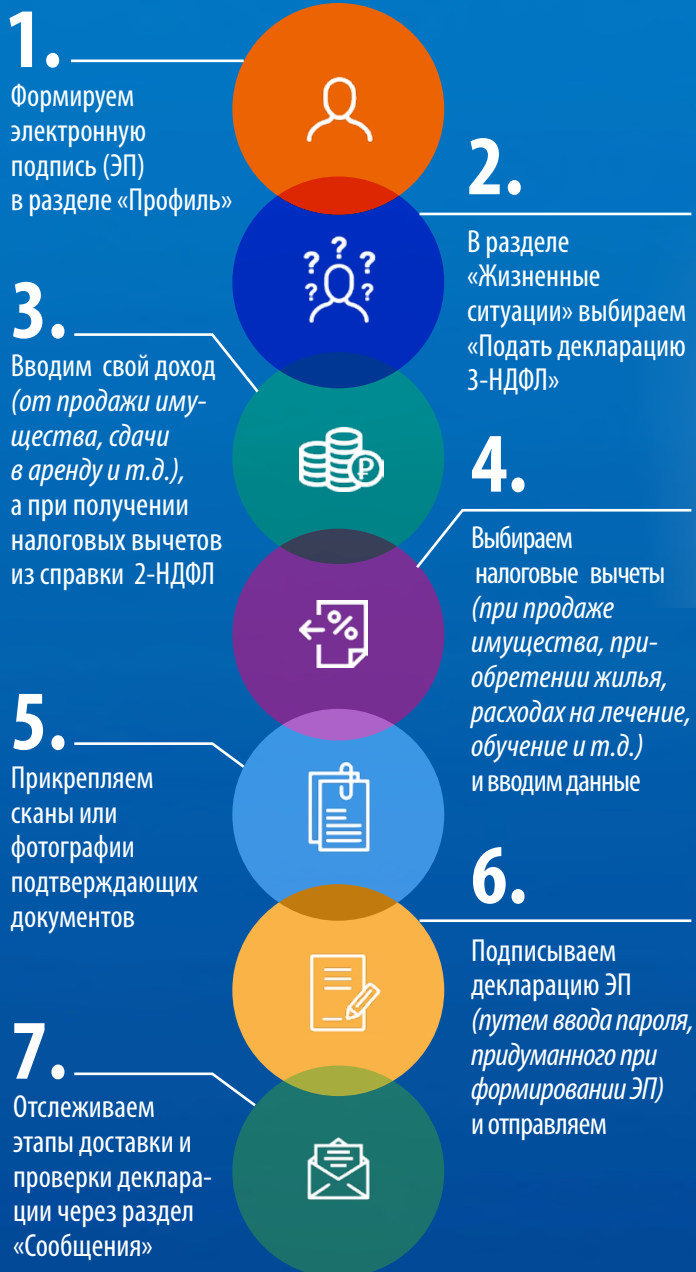 1.
Формируем
электронную
подпись (ЭП)
в разделе «Профиль»
2.
В разделе
«Жизненные
ситуации» выбираем
«Подать декларацию
3-НДФЛ»
3.
Вводим свой доход
(от продажи иму-
щества, сдачи
в аренду и т.д.),
а при получении
налоговых вычетов
из справки 2-НДФЛ
4.
Выбираем
налоговые вычеты
(при продаже
имущества, при-
обретении жилья,
расходах на лечение,
обучение и т.д.)
и вводим данные
5.
Прикрепляем
сканы или
фотографии
подтверждающих
документов
6.
Подписываем
декларацию ЭП
(путем ввода пароля,
придуманного при
формировании ЭП)
и отправляем
7.
Отслеживаем
этапы доставки и
проверки деклара-
ции через раздел
«Сообщения»